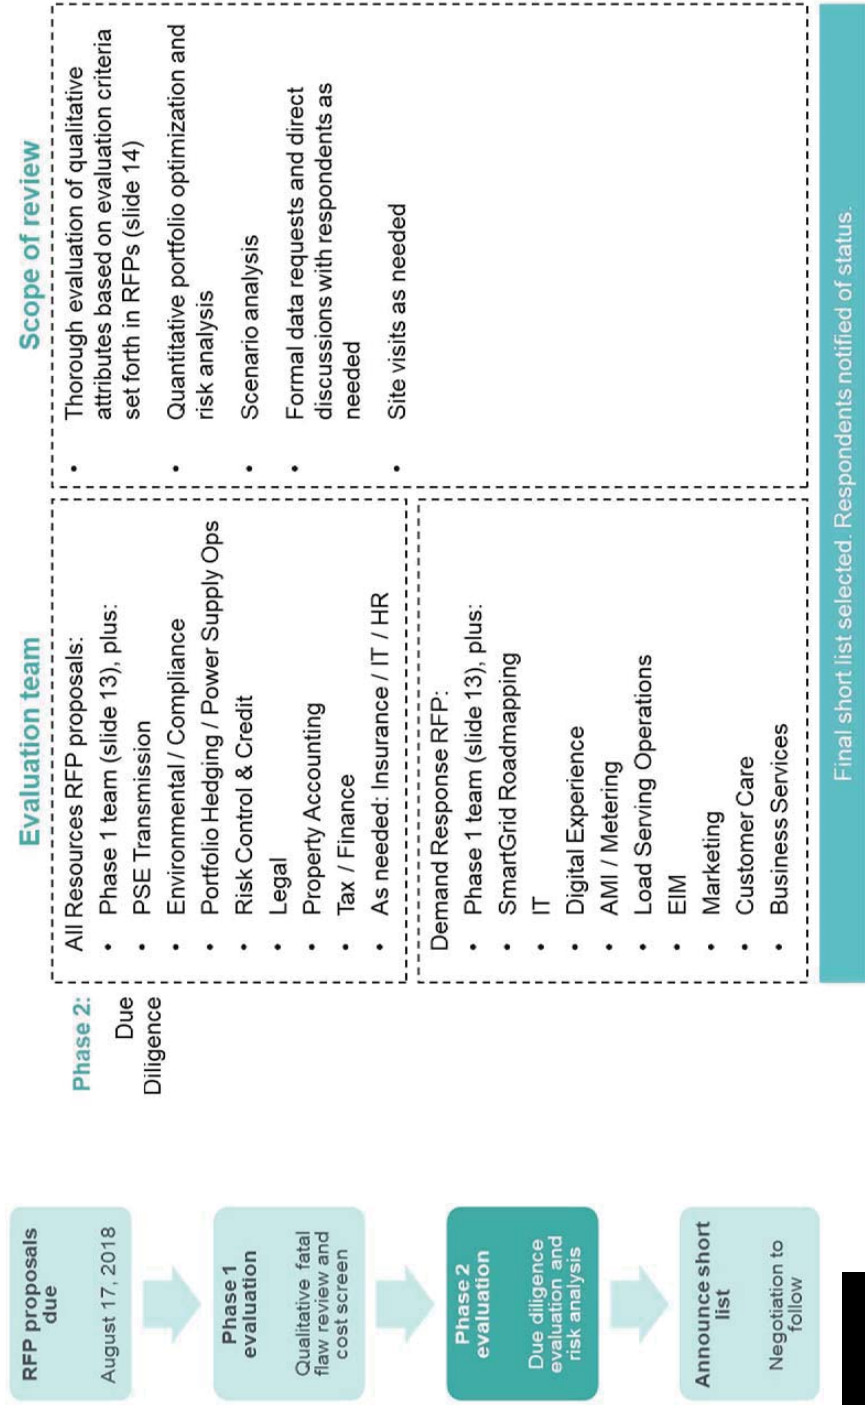 RFP proposals
due
August 17, 2018
Phase 1
evaluation
Qualitative fatal
flaw review and
cost screen
Phase 2
evaluation
Due diligence
evaluation and
risk analysis
Announce short
list
Negotiation to
follow
Phase 2:
Due
Diligence
Evaluation team
All Resources RFP proposals:
• Phase 1 team (slide 13), plus:
• PSE Transmission
• Environmental / Compliance
• Portfolio Hedging / Power Supply Ops
• Risk Control & Credit
• Legal
• Property Accounting
• Tax / Finance
• As needed: Insurance / IT / HR
Demand Response RFP:
• Phase 1 team (slide 13), plus:
• SmartGrid Roadmapping
• IT
• Digital Experience
• AMI / Metering
• Load Serving Operations
• EIM
• Marketing
• Customer Care
• Business Services
Scope of review
• Thorough evaluation of qualitative
attributes based on evaluation criteria
set forth in RFPs (slide 14)
• Quantitative portfolio optimization and
risk analysis
• Scenario analysis
• Formal data requests and direct
discussions with respondents as
needed
• Site visits as needed
Final short list selected. Respondents notified of status.